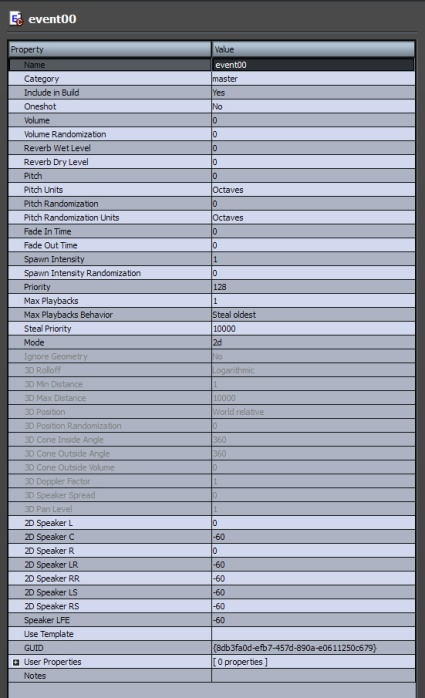 event00
Property Value
Name event00
Category master
Include in Build Yes
Oneshot No
Volume 0
Volume Randomization 0
Reverb Wet Level 0
Reverb Dry Level 0
Pitch 0
Pitch Units Octaves
Pitch Randomization 0
Pitch Randomization Units Octaves
Fade In Time 0
Fade Out Time 0
Spawn Intensity 1
Spawn Intensity Randomization 0
Priority 128
Max Playbacks 1
Max Playbacks Behavior Steal oldest
Steal Priority 10000
Mode 2d
Ignore Geometry No
3D Rolloff Logarithmic
3D Min Distance 1
3D Max Distance 10000
3D Position World relative
3D Position Randomization 0
3D Cone Inside Angle 360
3D Cone Outside Angle 360
3D Cone Outside Volume 0
3D Doppler Factor 1
3D Speaker Spread 0
3D Pan Level 1
2D Speaker L 0
2D Speaker C -60
2D Speaker R 0
2D Speaker LR -60
2D Speaker RR -60
2D Speaker LS -60
2D Speaker RS -60
Speaker LFE -60
Use Template
GUID {8db3fa0d-efb7-457d-890a-e0611250c679}
User Properties [ 0 properties ]
Notes